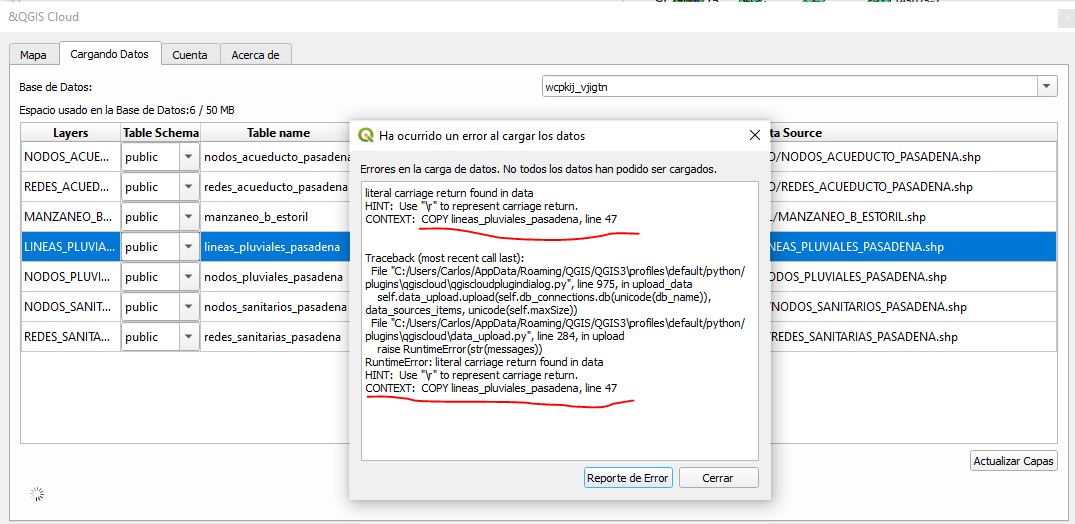 &QGIS Cloud
Mapa Cargando Datos Cuenta Acerca de
Base de Datos: wcpkij_vjigtn
Espacio usado en la Base de Datos:6 / 50 MB
Layers Table Schema Table name ta Source
NODOS_ACUE... public nodos_acueducto_pasadena O/NODOS_ACUEDUCTO_PASADENA.shp
REDES_ACUED... public redes_acueducto_pasadena O/REDES_ACUEDUCTO_PASADENA.shp
MANZANEO_B... public manzaneo_b_estoril L/MANZANEO_B_ESTORIL.shp
LINEAS_PLUVIA... public lineas_pluviales_pasadena NEAS_PLUVIALES_PASADENA.shp
NODOS_PLUVI... public nodos_pluviales_pasadena ODOS_PLUVIALES_PASADENA.shp
NODOS_SANIT... public nodos_sanitarios_pasadena /NODOS_SANITARIOS_PASADENA.shp
REDES_SANITA... public redes_sanitarias_pasadena /REDES_SANITARIAS_PASADENA.shp
Ha ocurrido un error al cargar los datos
Errores en la carga de datos. No todos los datos han podido ser cargados.
literal carriage return found in data
HINT: Use "\r" to represent carriage return.
CONTEXT: COPY lineas_pluviales_pasadena, line 47
Traceback (most recent call last):
File "C:/Users/Carlos/AppData/Roaming/QGIS/QGIS3\profiles\default/python/
plugins\qgiscloud\qgiscloudplugindialog.py", line 975, in upload_data
self.data_upload.upload(self.db_connections.db(unicode(db_name)),
data_sources_items, unicode(self.maxSize))
File "C:/Users/Carlos/AppData/Roaming/QGIS/QGIS3\profiles\default/python/
plugins\qgiscloud\data_upload.py", line 284, in upload
raise RuntimeError(str(messages))
RuntimeError: literal carriage return found in data
HINT: Use "\r" to represent carriage return.
CONTEXT: COPY lineas_pluviales_pasadena, line 47
Reporte de Error Cerrar
Actualizar Capas